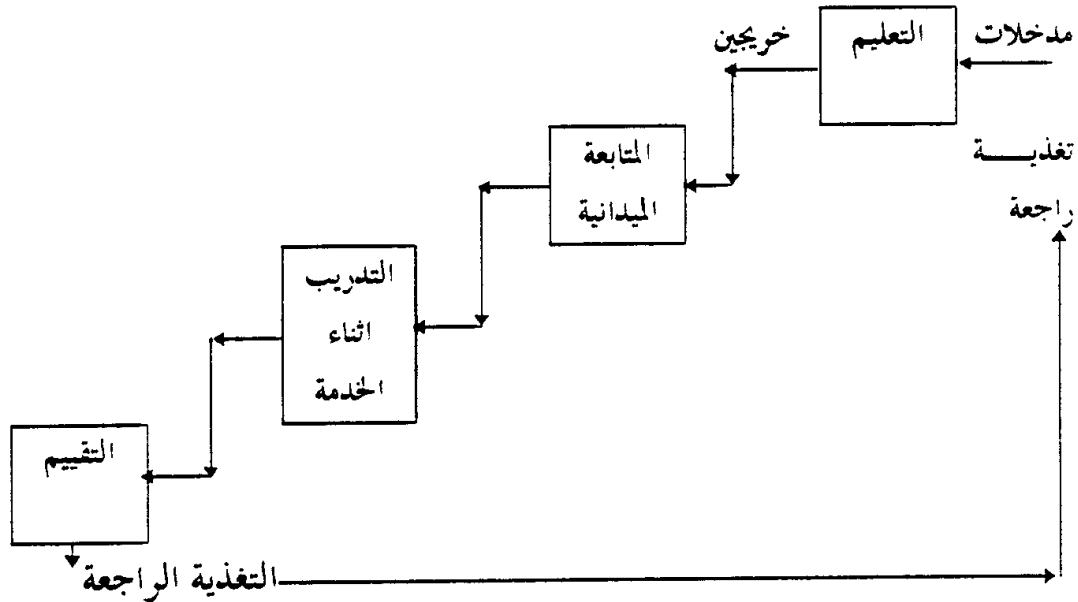 مدخلات
التعليم
خريجين
تغذيـــة
راجعة
المتابعة
الميدانية
التدريب
اثناء
الخدمة
التقييم
التغذية الراجعة